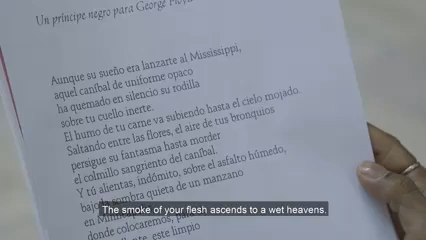 Un príncipe negro para George Floyd
Aunque su sueño era lanzarte al Mississippi,
aquel caníbal de uniforme opaco
ha quemado en silencio su rodilla
sobre tu cuello inerte.
El humo de tu carne va subiendo hasta el cielo mojado.
Saltando entre las flores, el aire de tus bronquios
persigue su fantasma hasta morder
el colmillo sangriento del caníbal.
Y tú alientas, indómito, sobre el asfalto húmedo,
bajo la sombra quieta de un manzano
en
The smoke of your flesh ascends to a wet heavens.
donde colocaremos,
este limpio